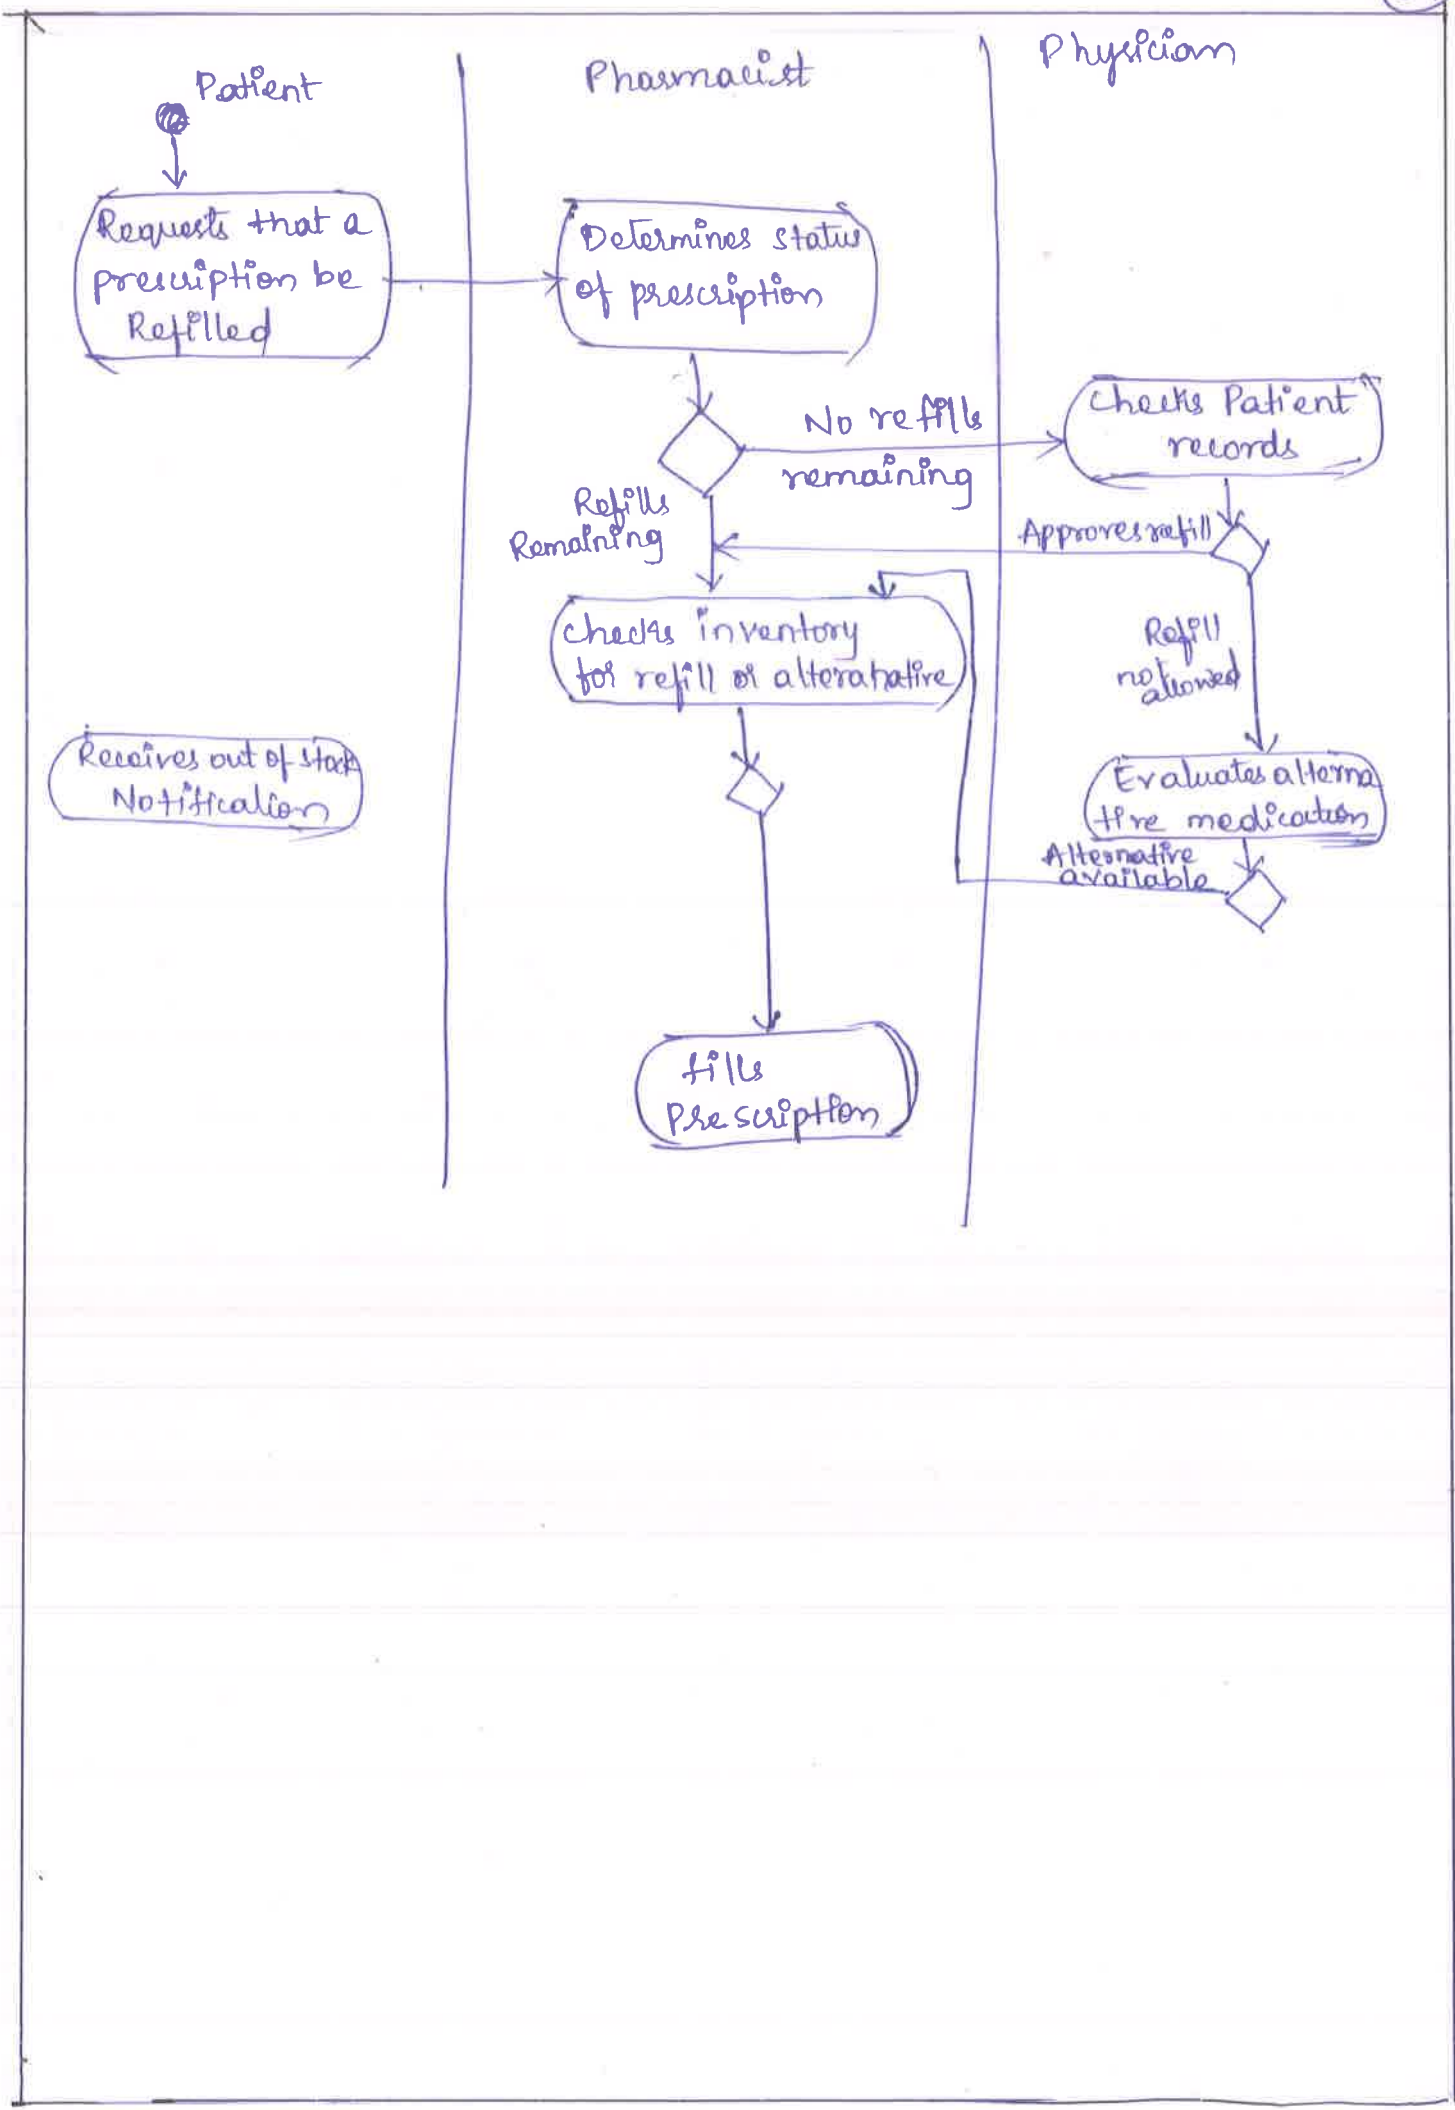 Patient
Pharmacist
Physician
Requests that a
prescription be
Refilled
Determines status
of prescription
No refills
remaining
Checks Patient
records
Refills
Remaining
Approves refill
checks inventory
for refill or alterahative
Refill
not
allowed
Receives out of stock
Notification
Evaluates alterna
tive medication
Alternative
available
fills
Prescription